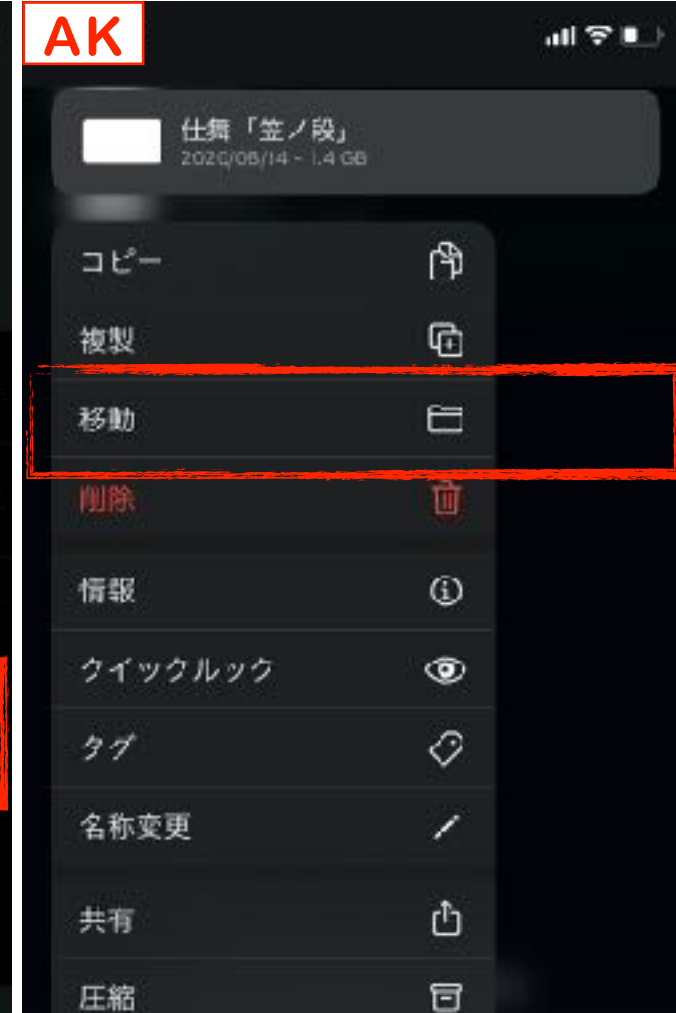 AK
仕舞「笠ノ段」
2020/08/14 - 1.4 GB
コピー
複製
移動
削除
情報
クイックルック
タグ
名称変更
共有
圧縮